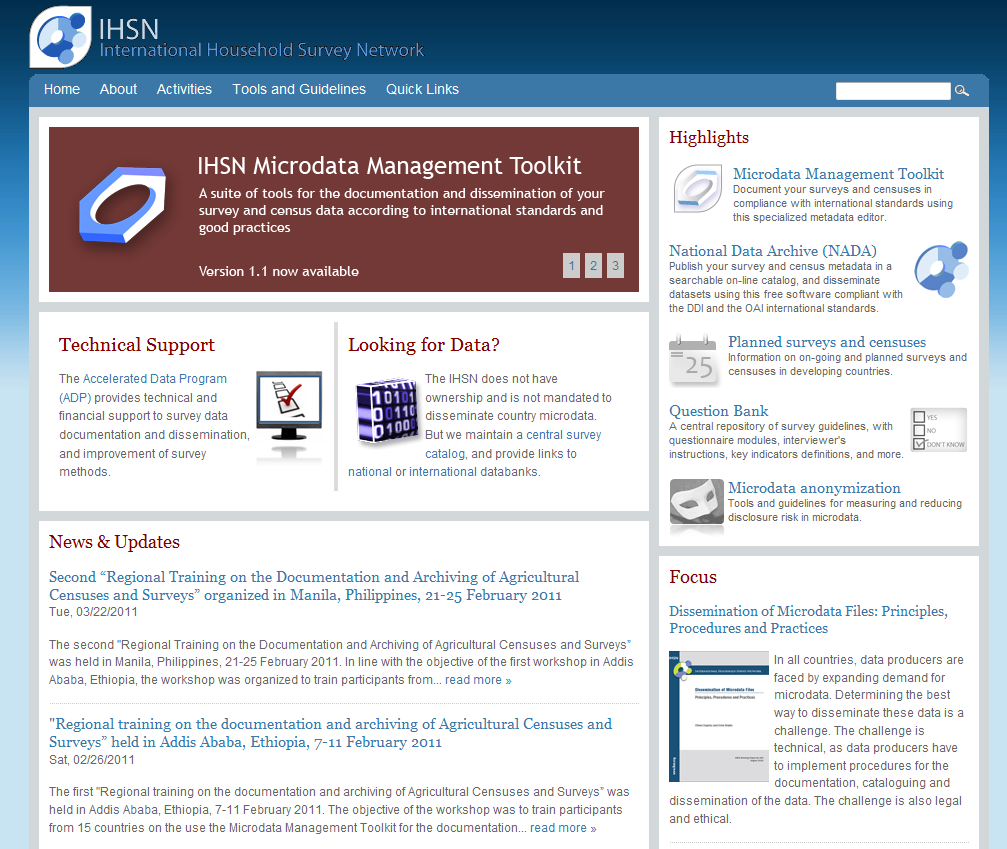 IHSN
International Household Survey Network
Home About Activities Tools and Guidelines Quick Links
IHSN Microdata Management Toolkit
A suite of tools for the documentation and dissemination of your
survey and census data according to international standards and
good practices
Version 1.1 now available
1 2 3
Technical Support
The Accelerated Data Program
(ADP) provides technical and
financial support to survey data
documentation and dissemination,
and improvement of survey
methods.
Looking for Data?
The IHSN does not have
ownership and is not mandated to
disseminate country microdata.
But we maintain a central survey
catalog, and provide links to
national or international databanks.
News & Updates
Second “Regional Training on the Documentation and Archiving of Agricultural
Censuses and Surveys” organized in Manila, Philippines, 21-25 February 2011
Tue, 03/22/2011
The second "Regional Training on the Documentation and Archiving of Agricultural Censuses and Surveys”
was held in Manila, Philippines, 21-25 February 2011. In line with the objective of the first workshop in Addis
Ababa, Ethiopia, the workshop was organized to train participants from... read more »
"Regional training on the documentation and archiving of Agricultural Censuses and
Surveys” held in Addis Ababa, Ethiopia, 7-11 February 2011
Sat, 02/26/2011
The first "Regional training on the documentation and archiving of Agricultural Censuses and Surveys” was
held in Addis Ababa, Ethiopia, 7-11 February 2011. The objective of the workshop was to train participants
from 15 countries on the use the Microdata Management Toolkit for the documentation... read more »
Highlights
Microdata Management Toolkit
Document your surveys and censuses in
compliance with international standards using
this specialized metadata editor.
National Data Archive (NADA)
Publish your survey and census metadata in a
searchable on-line catalog, and disseminate
datasets using this free software compliant with
the DDI and the OAI international standards.
25
Planned surveys and censuses
Information on on-going and planned surveys and
censuses in developing countries.
Question Bank
A central repository of survey guidelines, with
questionnaire modules, interviewer's
instructions, key indicators definitions, and more.
YES
NO
DON'T KNOW
Microdata anonymization
Tools and guidelines for measuring and reducing
disclosure risk in microdata.
Focus
Dissemination of Microdata Files: Principles,
Procedures and Practices
Dissemination of Microdata Files
Principles, Procedures and Practices
In all countries, data producers are
faced by expanding demand for
microdata. Determining the best
way to disseminate these data is a
challenge. The challenge is
technical, as data producers have
to implement procedures for the
documentation, cataloguing and
dissemination of the data. The challenge is also legal
and ethical.